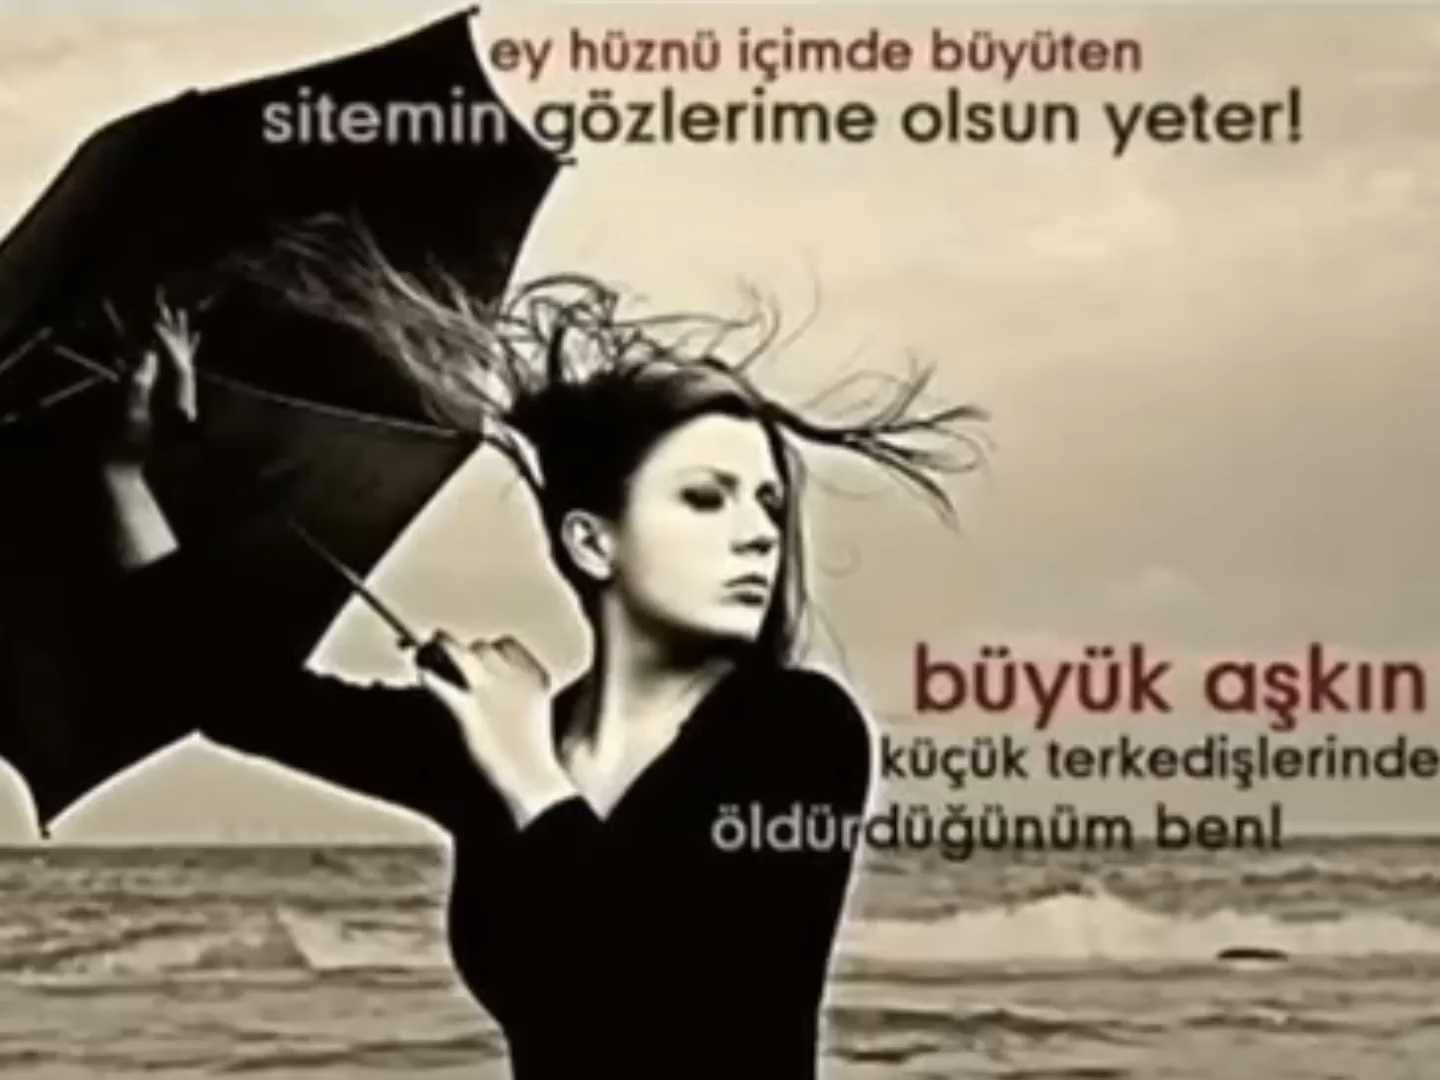 ey hüznü içimde büyüten
sitemin gözlerime olsun yeter!
büyük aşkın
küçük terkedişlerinde
öldürdüğünüm ben!